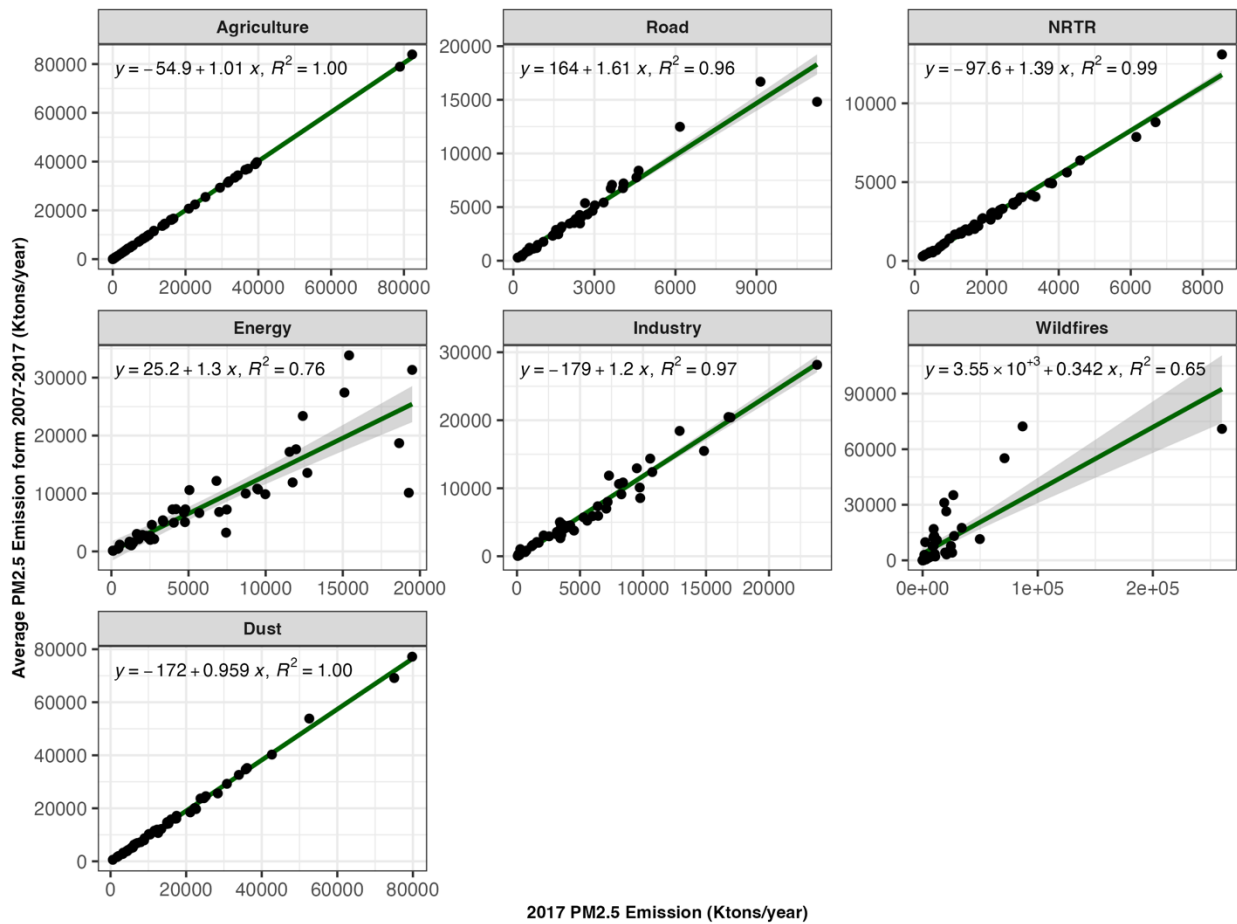 Average PM2.5 Emission form 2007-2017 (Ktons/year)
Agriculture
y = −54.9 + 1.01 x, R² = 1.00
80000
60000
40000
20000
0
0 20000 40000 60000 80000
Road
y = 164 + 1.61 x, R² = 0.96
20000
15000
10000
5000
0
0 3000 6000 9000
NRTR
y = −97.6 + 1.39 x, R² = 0.99
10000
5000
0
0 2000 4000 6000 8000
Energy
y = 25.2 + 1.3 x, R² = 0.76
30000
20000
10000
0
0 5000 10000 15000 20000
Industry
y = −179 + 1.2 x, R² = 0.97
30000
20000
10000
0
0 5000 10000 15000 20000
Wildfires
y = 3.55 × 10⁺³ + 0.342 x, R² = 0.65
90000
60000
30000
0
0e+00 1e+05 2e+05
Dust
y = −172 + 0.959 x, R² = 1.00
80000
60000
40000
20000
0
0 20000 40000 60000 80000
2017 PM2.5 Emission (Ktons/year)